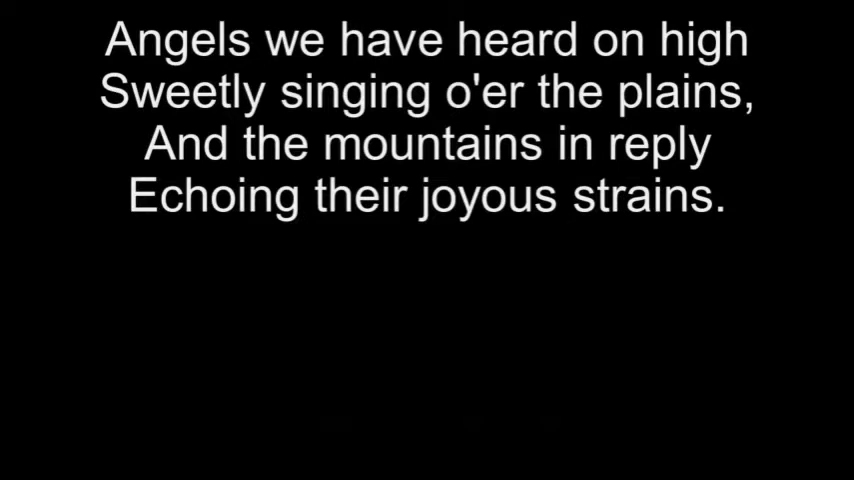 Angels we have heard on high
Sweetly singing o'er the plains,
And the mountains in reply
Echoing their joyous strains.